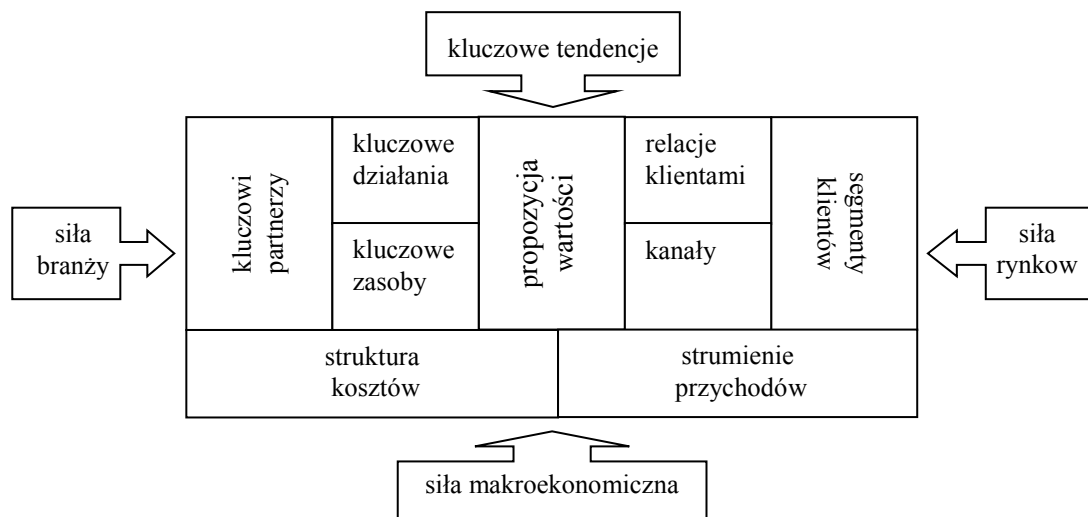 kluczowe tendencje
siła
branży
kluczowi
partnerzy
kluczowe
działania
kluczowe
zasoby
propozycja
wartości
relacje
klientami
kanały
segmenty
klientów
siła
rynkow
struktura
kosztów
strumienie
przychodów
siła makroekonomiczna